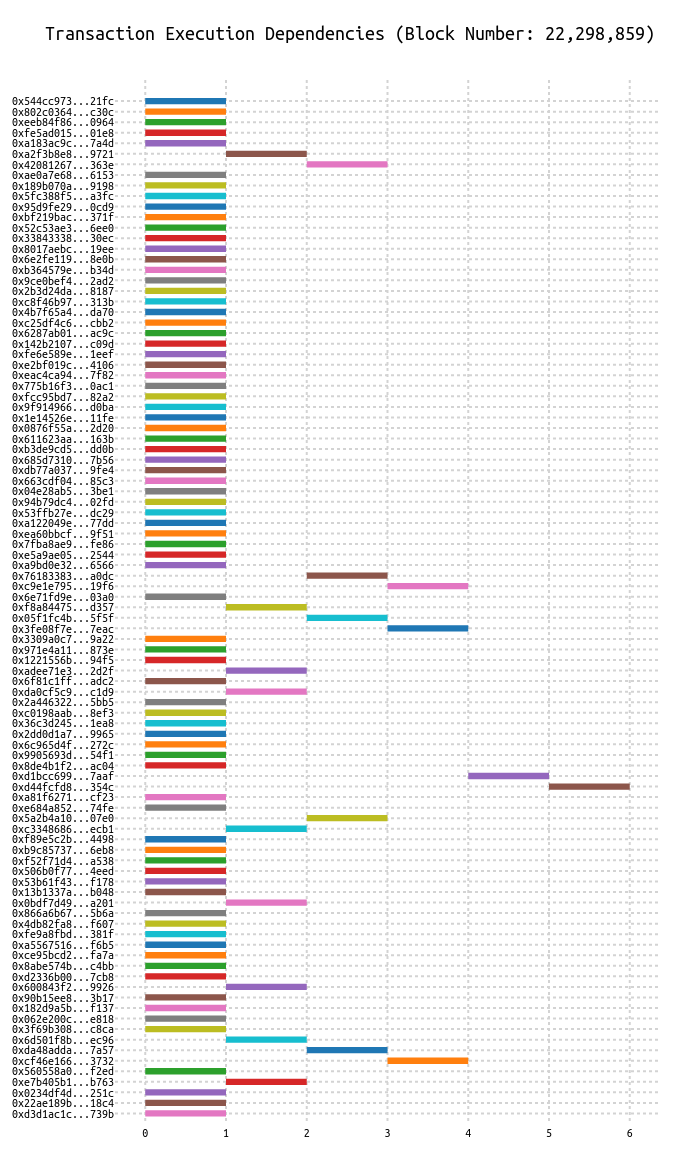 Transaction Execution Dependencies (Block Number: 22,298,859)
0x544cc973...21fc
0x802c0364...c30c
0xeeb84f86...0964
0xfe5ad015...01e8
0xa183ac9c...7a4d
0xa2f3b8e8...9721
0x42081267...363e
0xae0a7e68...6153
0x189b070a...9198
0x5fc388f5...a3fc
0x95d9fe29...0cd9
0xbf219bac...371f
0x52c53ae3...6ee0
0x33843338...30ec
0x8017aebc...19ee
0x6e2fe119...8e0b
0xb364579e...b34d
0x9ce0bef4...2ad2
0x2b3d24da...8187
0xc8f46b97...313b
0x4b7f65a4...da70
0xc25df4c6...cbb2
0x6287ab01...ac9c
0x142b2107...c09d
0xfe6e589e...1eef
0xe2bf019c...4106
0xeac4ca94...7f82
0x775b16f3...0ac1
0xfcc95bd7...82a2
0x9f914966...d0ba
0x1e14526e...11fe
0x0876f55a...2d20
0x611623aa...163b
0xb3de9cd5...dd0b
0x685d7310...7b56
0xdb77a037...9fe4
0x663cdf04...85c3
0x04e28ab5...3be1
0x94b79dc4...02fd
0x53ffb27e...dc29
0xa122049e...77dd
0xea60bbcf...9f51
0x7fba8ae9...fe86
0xe5a9ae05...2544
0xa9bd0e32...6566
0x76183383...a0dc
0xc9e1e795...19f6
0x6e71fd9e...03a0
0xf8a84475...d357
0x05f1fc4b...5f5f
0x3fe08f7e...7eac
0x3309a0c7...9a22
0x971e4a11...873e
0x1221556b...94f5
0xadee71e3...2d2f
0x6f81c1ff...adc2
0xda0cf5c9...c1d9
0x2a446322...5bb5
0xc0198aab...8ef3
0x36c3d245...1ea8
0x2dd0d1a7...9965
0x6c965d4f...272c
0x9905693d...54f1
0x8de4b1f2...ac04
0xd1bcc699...7aaf
0xd44fcfd8...354c
0xa81f6271...cf23
0xe684a852...74fe
0x5a2b4a10...07e0
0xc3348686...ecb1
0xf89e5c2b...4498
0xb9c85737...6eb8
0xf52f71d4...a538
0x506b0f77...4eed
0x53b61f43...f178
0x13b1337a...b048
0x0bdf7d49...a201
0x866a6b67...5b6a
0x4db82fa8...f607
0xfe9a8fbd...381f
0xa5567516...f6b5
0xce95bcd2...fa7a
0x8abe574b...c4bb
0xd2336b00...7cb8
0x600843f2...9926
0x90b15ee8...3b17
0x182d9a5b...f137
0x062e200c...e818
0x3f69b308...c8ca
0x6d501f8b...ec96
0xda48adda...7a57
0xcf46e166...3732
0x560558a0...f2ed
0xe7b405b1...b763
0x0234df4d...251c
0x22ae189b...18c4
0xd3d1ac1c...739b
0 1 2 3 4 5 6